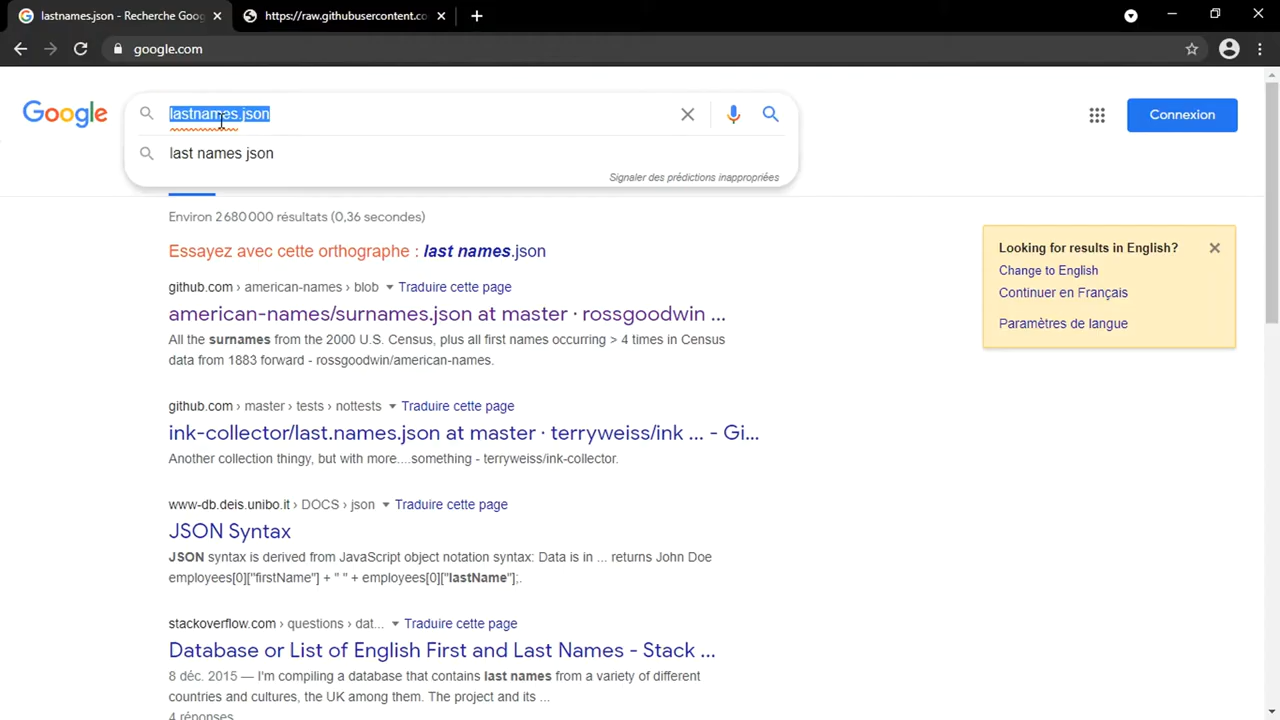 lastnames.json - Recherche Goog
https://raw.githubusercontent.co
google.com
Google
lastnames.json
Connexion
last names json
Signaler des prédictions inappropriées
Environ 2 680 000 résultats (0,36 secondes)
Essayez avec cette orthographe : last names.json
Looking for results in English?
Change to English
Continuer en Français
Paramètres de langue
github.com › american-names › blob Traduire cette page
american-names/surnames.json at master · rossgoodwin ...
All the surnames from the 2000 U.S. Census, plus all first names occurring > 4 times in Census
data from 1883 forward - rossgoodwin/american-names.
github.com › master › tests › nottests Traduire cette page
ink-collector/last.names.json at master · terryweiss/ink ... - Gi...
Another collection thingy, but with more....something - terryweiss/ink-collector.
www-db.deis.unibo.it › DOCS › json Traduire cette page
JSON Syntax
JSON syntax is derived from JavaScript object notation syntax: Data is in ... returns John Doe
employees[0]["firstName"] + " " + employees[0]["lastName"];.
stackoverflow.com › questions › dat... Traduire cette page
Database or List of English First and Last Names - Stack ...
8 déc. 2015 — I'm compiling a database that contains last names from a variety of different
countries and cultures, the UK among them. The project and its ...
4 réponses